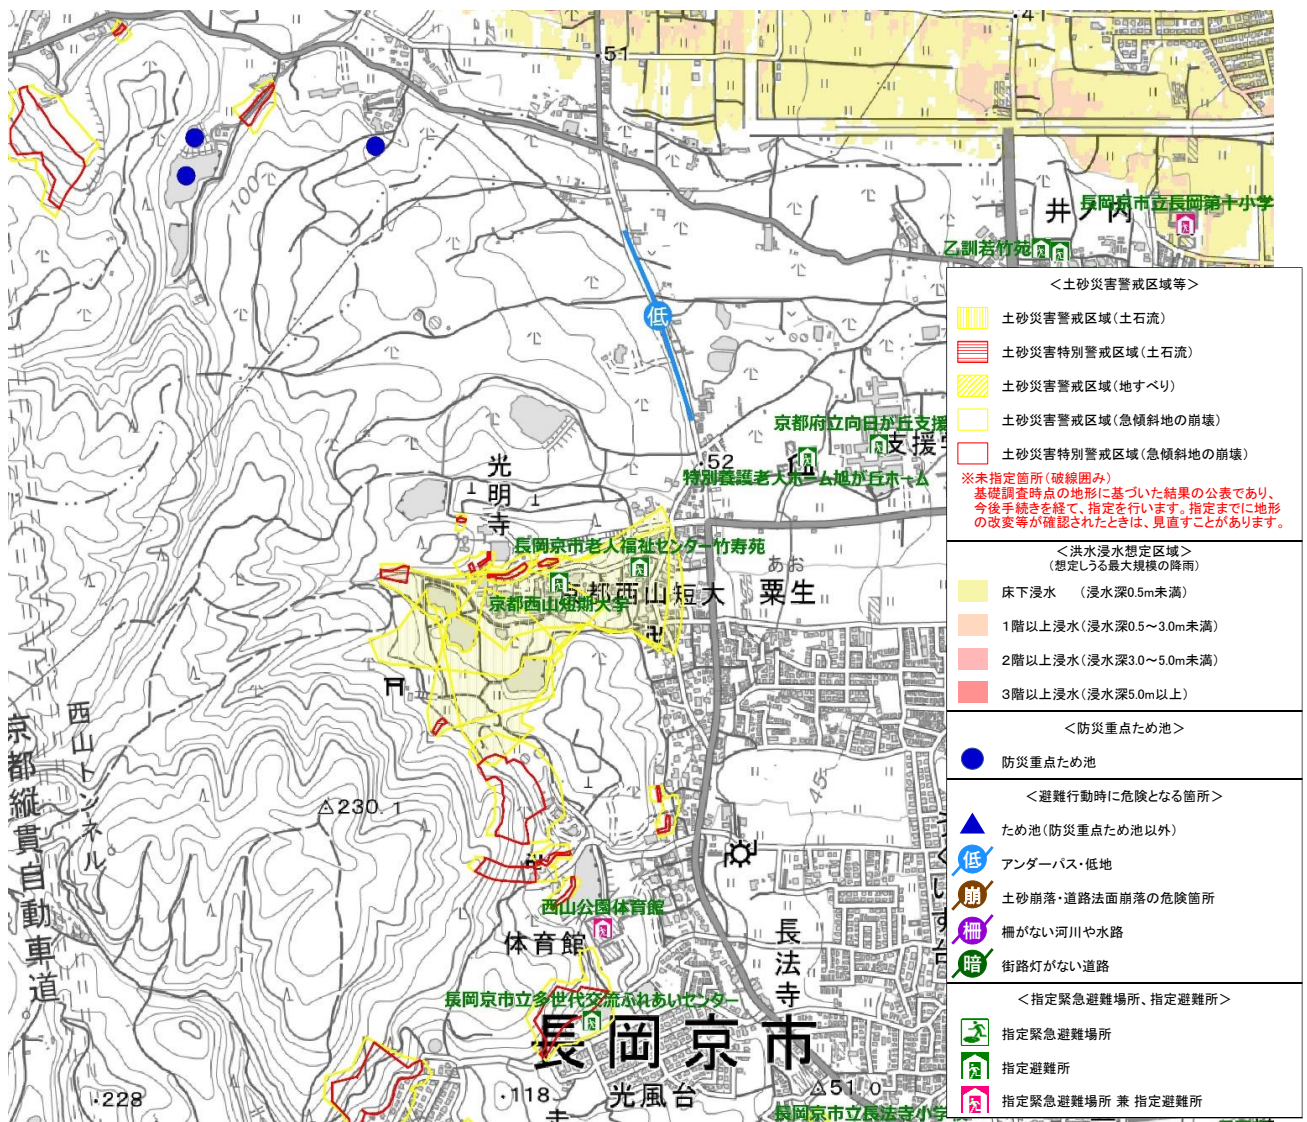 ・51
・41
100
井ノ内
長岡京市立長岡第十小学
乙訓若竹苑
低
京都府立向日が丘支援
支援学
・52
特別養護老人ホーム旭が丘ホーム
光明寺
長岡京市老人福祉センター竹寿苑
京都西山短大
京都西山短期大学
あお
粟生
西山トンネル
京都縦貫自動車道
230.1
45
西山公園体育館
体育館
長法寺
長岡京市立多世代交流ふれあいセンター
長岡京市
光風台
・228
・118
51.0
長岡京市立長法寺小学
＜土砂災害警戒区域等＞
土砂災害警戒区域（土石流）
土砂災害特別警戒区域（土石流）
土砂災害警戒区域（地すべり）
土砂災害警戒区域（急傾斜地の崩壊）
土砂災害特別警戒区域（急傾斜地の崩壊）
※未指定箇所（破線囲み）
基礎調査時点の地形に基づいた結果の公表であり、
今後手続きを経て、指定を行います。指定までに地形
の改変等が確認されたときは、見直すことがあります。
＜洪水浸水想定区域＞
（想定しうる最大規模の降雨）
床下浸水　（浸水深0.5m未満）
１階以上浸水（浸水深0.5～3.0m未満）
２階以上浸水（浸水深3.0～5.0m未満）
３階以上浸水（浸水深5.0m以上）
＜防災重点ため池＞
防災重点ため池
＜避難行動時に危険となる箇所＞
ため池（防災重点ため池以外）
低 アンダーパス・低地
崩 土砂崩落・道路法面崩落の危険箇所
柵 柵がない河川や水路
暗 街路灯がない道路
＜指定緊急避難場所、指定避難所＞
指定緊急避難場所
指定避難所
指定緊急避難場所 兼 指定避難所